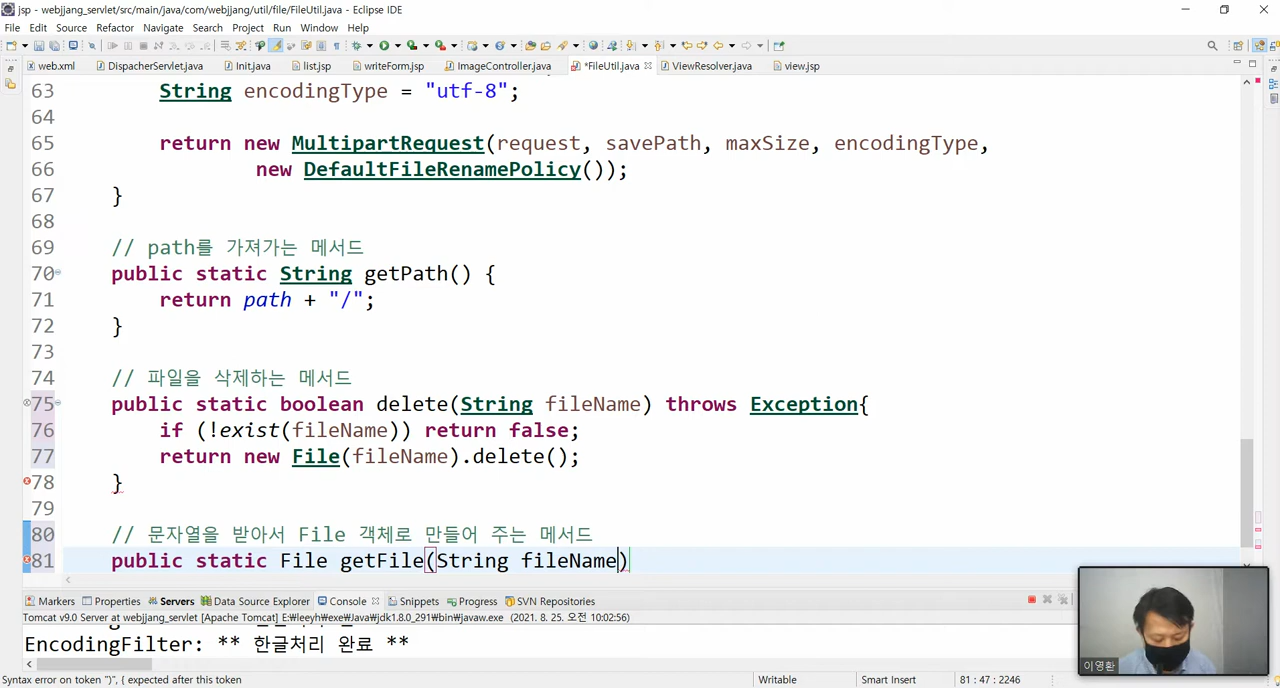 jsp - webjjang_servlet/src/main/java/com/webjjang/util/file/FileUtil.java - Eclipse IDE
File Edit Source Refactor Navigate Search Project Run Window Help
web.xml DispacherServlet.java Init.java list.jsp writeForm.jsp ImageController.java *FileUtil.java ViewResolver.java view.jsp
63 String encodingType = "utf-8";
64
65 return new MultipartRequest(request, savePath, maxSize, encodingType,
66 new DefaultFileRenamePolicy());
67 }
68
69 // path를 가져가는 메서드
70 public static String getPath() {
71 return path + "/";
72 }
73
74 // 파일을 삭제하는 메서드
75 public static boolean delete(String fileName) throws Exception{
76 if (!exist(fileName)) return false;
77 return new File(fileName).delete();
78 }
79
80 // 문자열을 받아서 File 객체로 만들어 주는 메서드
81 public static File getFile(String fileName)
Markers Properties Servers Data Source Explorer Console Snippets Progress SVN Repositories
Tomcat v9.0 Server at webjjang_servlet [Apache Tomcat] E:₩leeyh₩exe₩Java₩jdk1.8.0_291₩bin₩javaw.exe (2021. 8. 25. 오전 10:02:56)
EncodingFilter: ** 한글처리 완료 **
이영환
Syntax error on token ")", { expected after this token Writable Smart Insert 81 : 47 : 2246